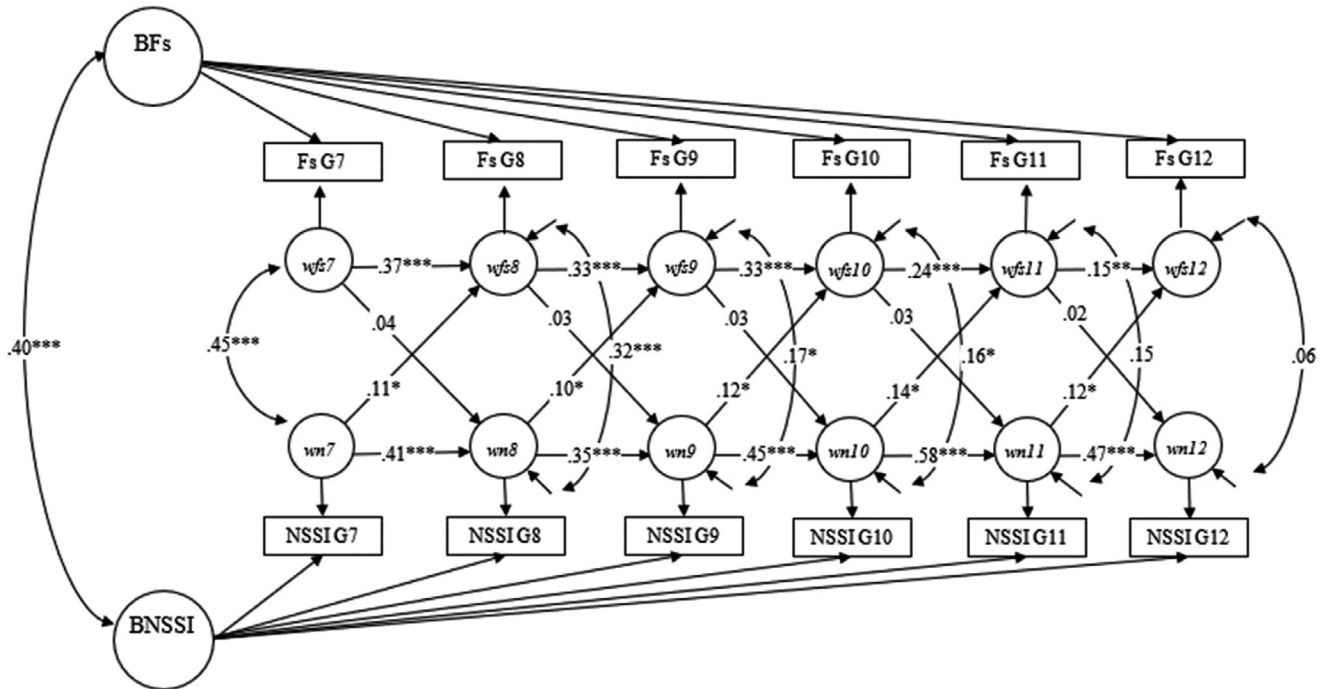 BFs
Fs G7
Fs G8
Fs G9
Fs G10
Fs G11
Fs G12
wfs7
.37***
wfs8
.33***
wfs9
.33***
wfs10
.24***
wfs11
.15**
wfs12
.40***
.45***
.04
.11*
.03
.10*
.32***
.03
.12*
.17*
.03
.14*
.16*
.02
.12*
.15
.06
wn7
.41***
wn8
.35***
wn9
.45***
wn10
.58***
wn11
.47***
wn12
NSSI G7
NSSI G8
NSSI G9
NSSI G10
NSSI G11
NSSI G12
BNSSI